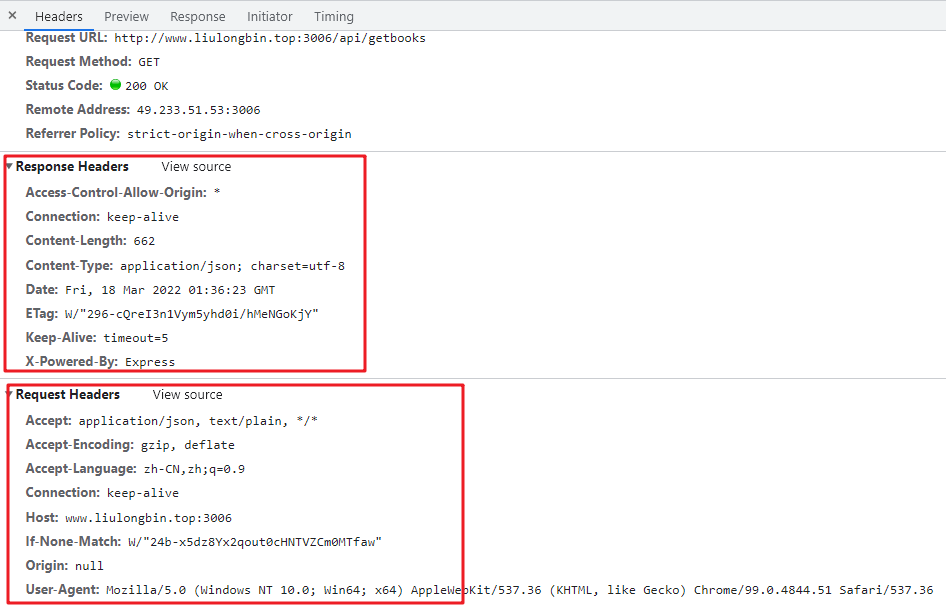 × Headers Preview Response Initiator Timing
Request URL: http://www.liulongbin.top:3006/api/getbooks
Request Method: GET
Status Code: 200 OK
Remote Address: 49.233.51.53:3006
Referrer Policy: strict-origin-when-cross-origin
Response Headers View source
Access-Control-Allow-Origin: *
Connection: keep-alive
Content-Length: 662
Content-Type: application/json; charset=utf-8
Date: Fri, 18 Mar 2022 01:36:23 GMT
ETag: W/"296-cQreI3n1Vym5yhd0i/hMeNGoKjY"
Keep-Alive: timeout=5
X-Powered-By: Express
Request Headers View source
Accept: application/json, text/plain, */*
Accept-Encoding: gzip, deflate
Accept-Language: zh-CN,zh;q=0.9
Connection: keep-alive
Host: www.liulongbin.top:3006
If-None-Match: W/"24b-x5dz8Yx2qout0cHNTVZCm0MTfaw"
Origin: null
User-Agent: Mozilla/5.0 (Windows NT 10.0; Win64; x64) AppleWebKit/537.36 (KHTML, like Gecko) Chrome/99.0.4844.51 Safari/537.36